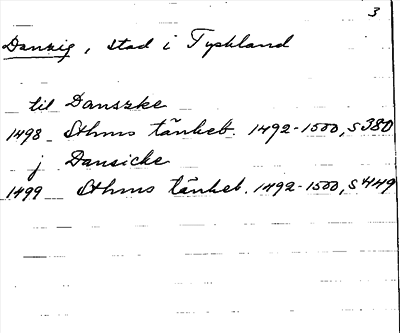 3
Danzig, stad i Tyskland
til Danszke
1498 Sthms tänkeb. 1492-1500, s 380
j Dansicke
1499 Sthms tänkeb. 1492-1500, s 449